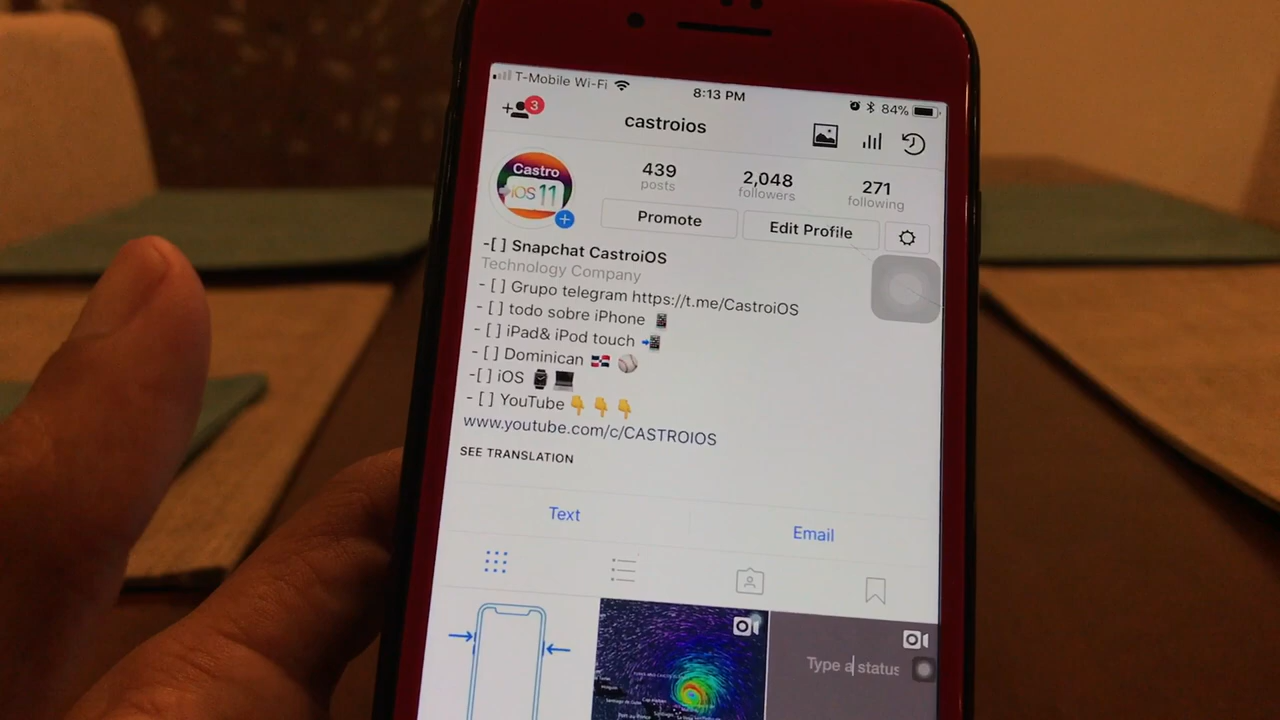 T-Mobile Wi-Fi 8:13 PM 84%
3
castroios
439 2,048 271
posts followers following
Castro
iOS 11
Promote Edit Profile
-[ ] Snapchat CastroiOS
Technology Company
- [ ] Grupo telegram https://t.me/CastroiOS
- [ ] todo sobre iPhone 📱
- [ ] iPad& iPod touch 📲
- [ ] Dominican 🇩🇴 ⚾
-[ ] iOS ⌚ 💻
- [ ] YouTube 👇 👇 👇
www.youtube.com/c/CASTROIOS
SEE TRANSLATION
Text Email
Type a status